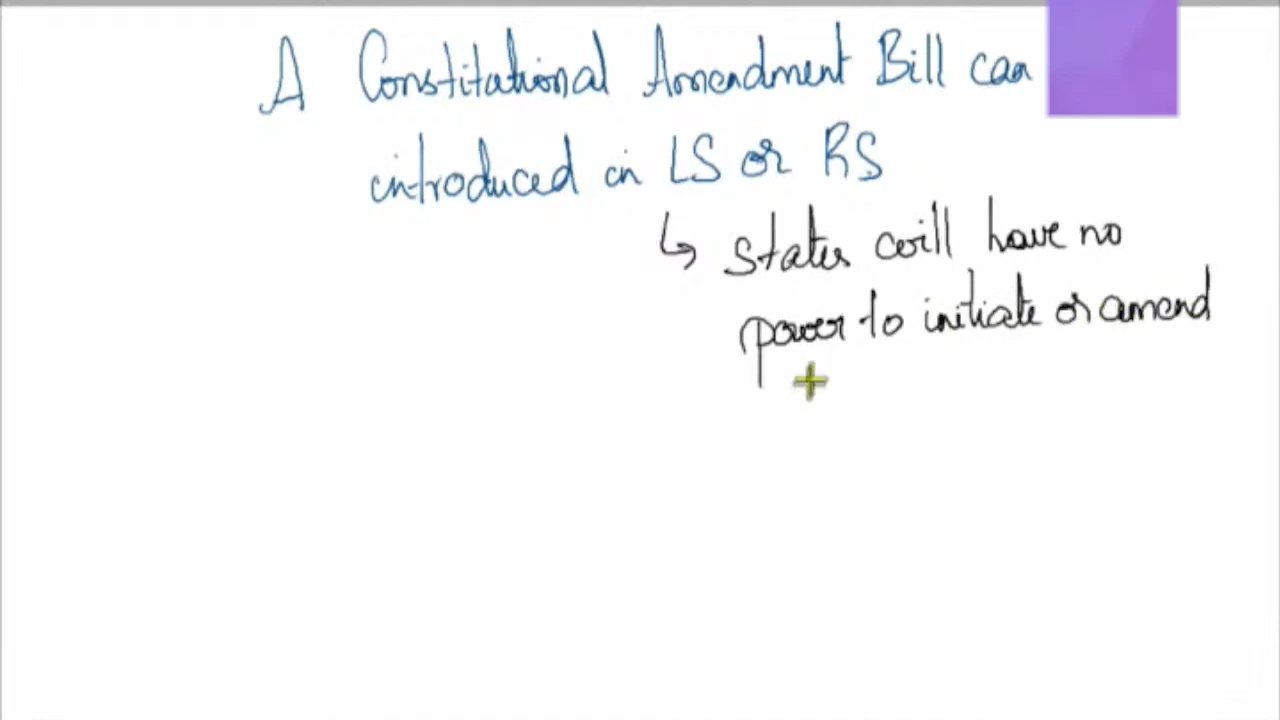 A Constitutional Amendment Bill can
introduced in LS or RS
↳ states will have no
power to initiate or amend